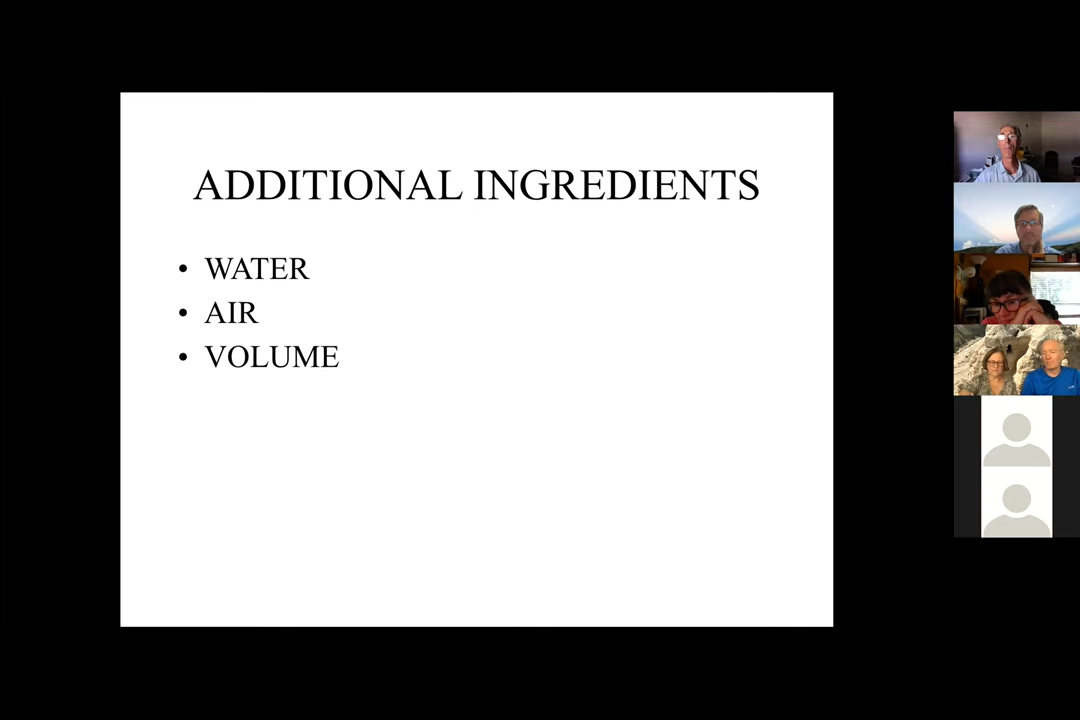 ADDITIONAL INGREDIENTS
• WATER
• AIR
• VOLUME